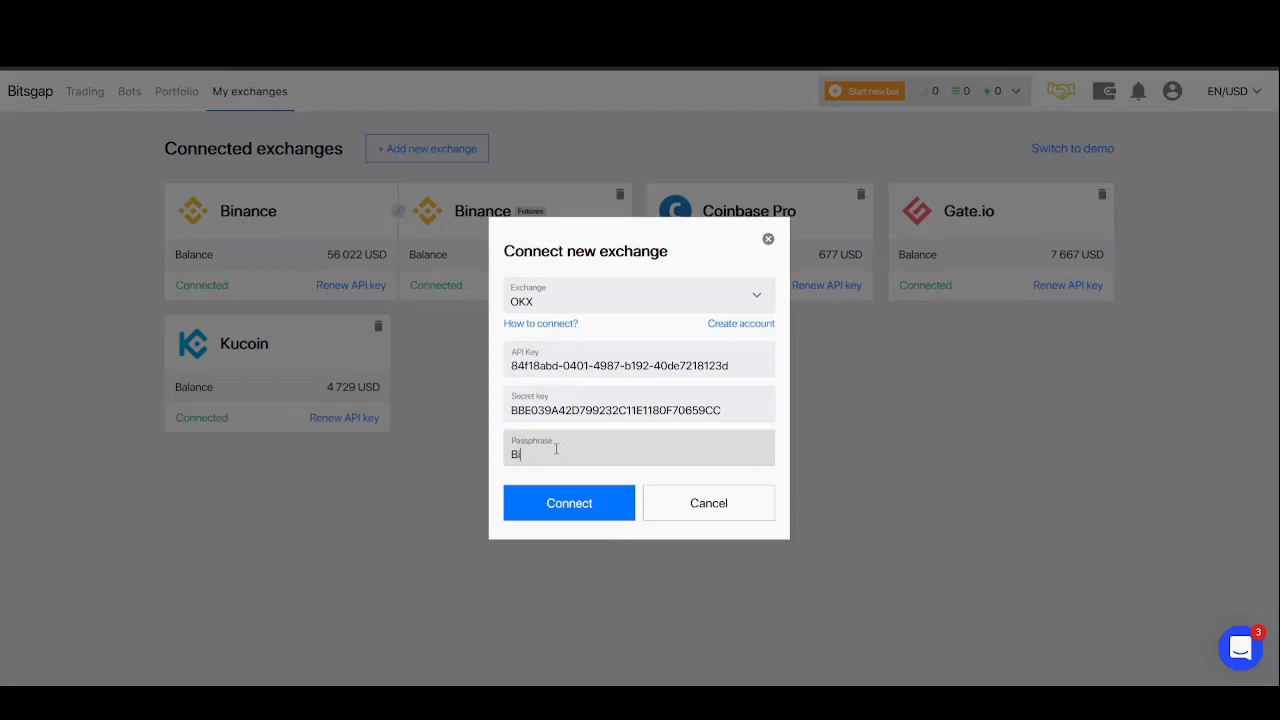 Bitsgap Trading Bots Portfolio My exchanges Start new bot 0 0 0 EN/USD
Connected exchanges + Add new exchange Switch to demo
Binance Binance Futures Coinbase Pro Gate.io
Balance 56 022 USD Balance 677 USD Balance 7 667 USD
Connected Renew API key Connected Renew API key Connected Renew API key
Kucoin
Balance 4 729 USD
Connected Renew API key
Connect new exchange
Exchange
OKX
How to connect? Create account
API Key
84f18abd-0401-4987-b192-40de7218123d
Secret key
BBE039A42D799232C11E1180F70659CC
Passphrase
Bi
Connect Cancel
3